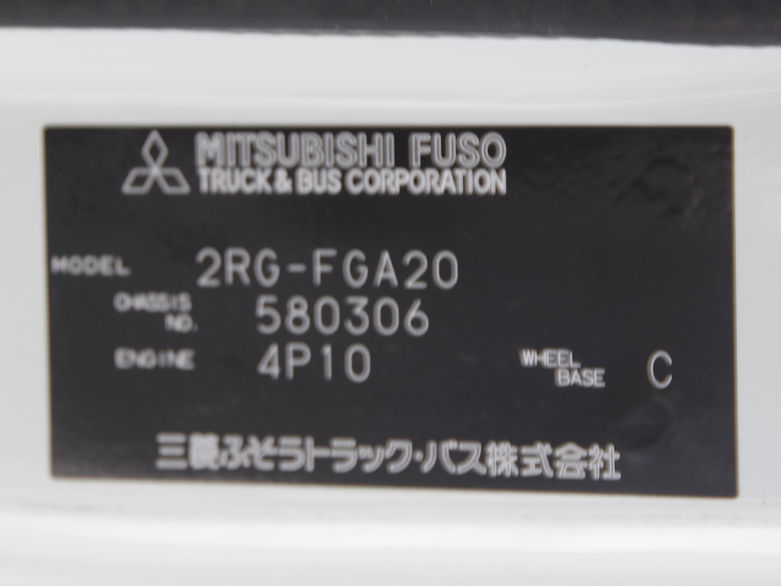 MITSUBISHI FUSO
TRUCK & BUS CORPORATION
MODEL 2RG-FGA20
CHASSIS NO. 580306
ENGINE 4P10 WHEEL BASE C
三菱ふそうトラック・バス株式会社